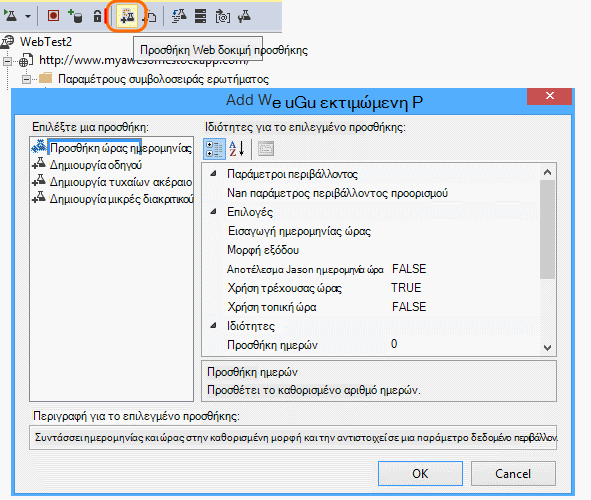 WebTest2
Προσθήκη Web δοκιμή προσθήκης
http://www.myawesomestockapp.com/
Παραμέτρους συμβολοσειράς ερωτήματος
Add We uGu εκτιμώμενη P
Επιλέξτε μια προσθήκη:
Προσθήκη ώρας ημερομηνίας
Δημιουργία οδηγού
Δημιουργία τυχαίων ακέραιο
Δημιουργία μικρές διακριτικού
Ιδιότητες για το επιλεγμένο προσθήκης:
Παράμετροι περιβάλλοντος
Nan παράμετρος περιβάλλοντος προορισμού
Επιλογές
Εισαγωγή ημερομηνίας ώρας
Μορφή εξόδου
Αποτέλεσμα Jason ημερομηνία ώρα FALSE
Χρήση τρέχουσας ώρας TRUE
Χρήση τοπική ώρα FALSE
Ιδιότητες
Προσθήκη ημερών 0
Προσθήκη ημερών
Προσθέτει το καθορισμένο αριθμό ημερών.
Περιγραφή για το επιλεγμένο προσθήκης:
Συντάσσει ημερομηνίας και ώρας στην καθορισμένη μορφή και την αντιστοιχεί σε μια παράμετρο δεδομένο περιβάλλον.
OK Cancel